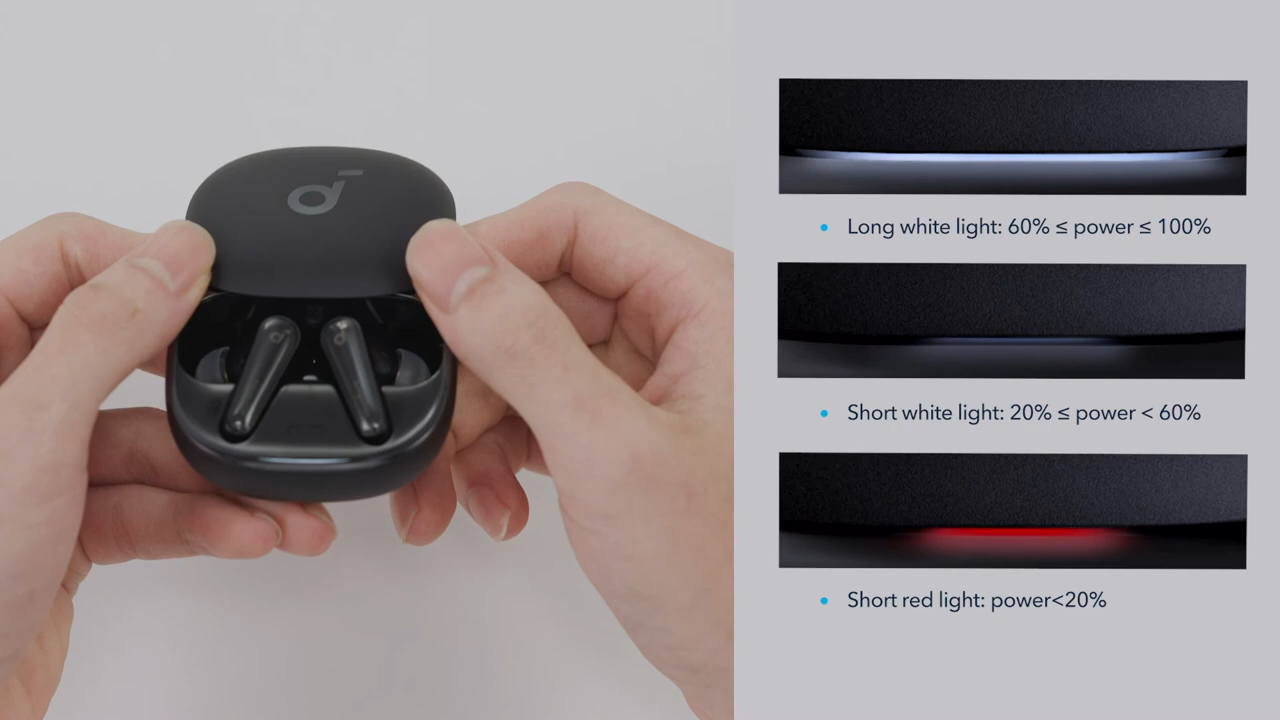 Long white light: 60% ≤ power ≤ 100%
Short white light: 20% ≤ power < 60%
Short red light: power<20%